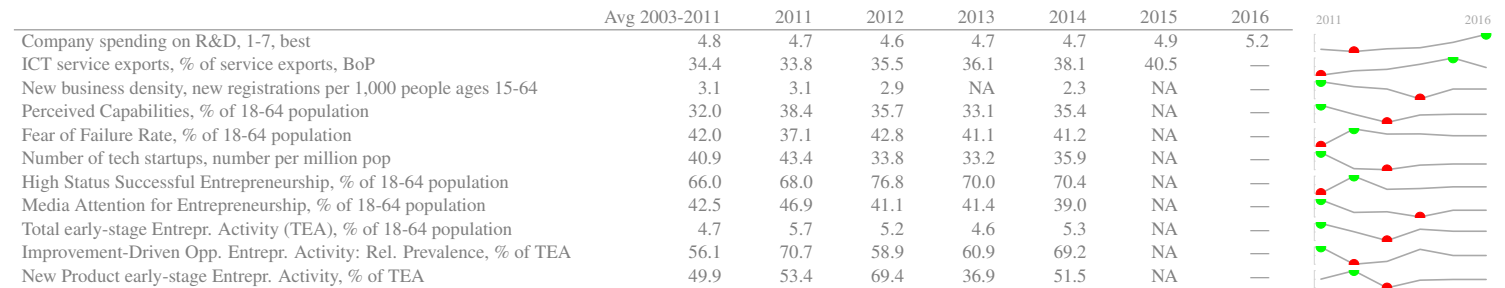 Avg 2003-2011 2011 2012 2013 2014 2015 2016 2011 2016
Company spending on R&D, 1-7, best 4.8 4.7 4.6 4.7 4.7 4.9 5.2
ICT service exports, % of service exports, BoP 34.4 33.8 35.5 36.1 38.1 40.5 —
New business density, new registrations per 1,000 people ages 15-64 3.1 3.1 2.9 NA 2.3 NA —
Perceived Capabilities, % of 18-64 population 32.0 38.4 35.7 33.1 35.4 NA —
Fear of Failure Rate, % of 18-64 population 42.0 37.1 42.8 41.1 41.2 NA —
Number of tech startups, number per million pop 40.9 43.4 33.8 33.2 35.9 NA —
High Status Successful Entrepreneurship, % of 18-64 population 66.0 68.0 76.8 70.0 70.4 NA —
Media Attention for Entrepreneurship, % of 18-64 population 42.5 46.9 41.1 41.4 39.0 NA —
Total early-stage Entrepr. Activity (TEA), % of 18-64 population 4.7 5.7 5.2 4.6 5.3 NA —
Improvement-Driven Opp. Entrepr. Activity: Rel. Prevalence, % of TEA 56.1 70.7 58.9 60.9 69.2 NA —
New Product early-stage Entrepr. Activity, % of TEA 49.9 53.4 69.4 36.9 51.5 NA —